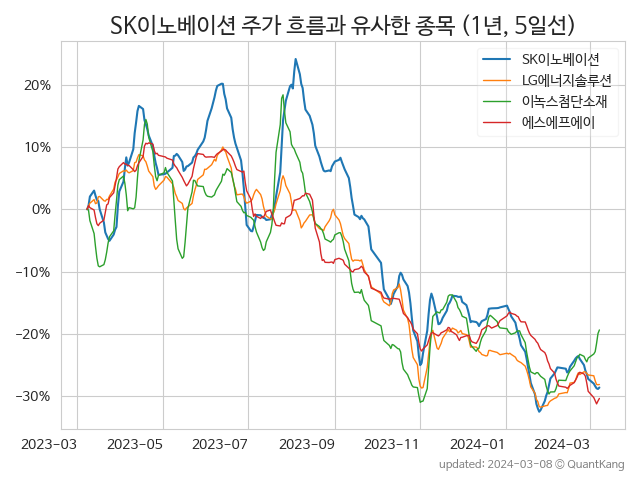 SK이노베이션 주가 흐름과 유사한 종목 (1년, 5일선)
SK이노베이션
LG에너지솔루션
이녹스첨단소재
에스에프에이
20%
10%
0%
−10%
−20%
−30%
2023−03
2023−05
2023−07
2023−09
2023−11
2024−01
2024−03
updated: 2024-03-08 © QuantKang